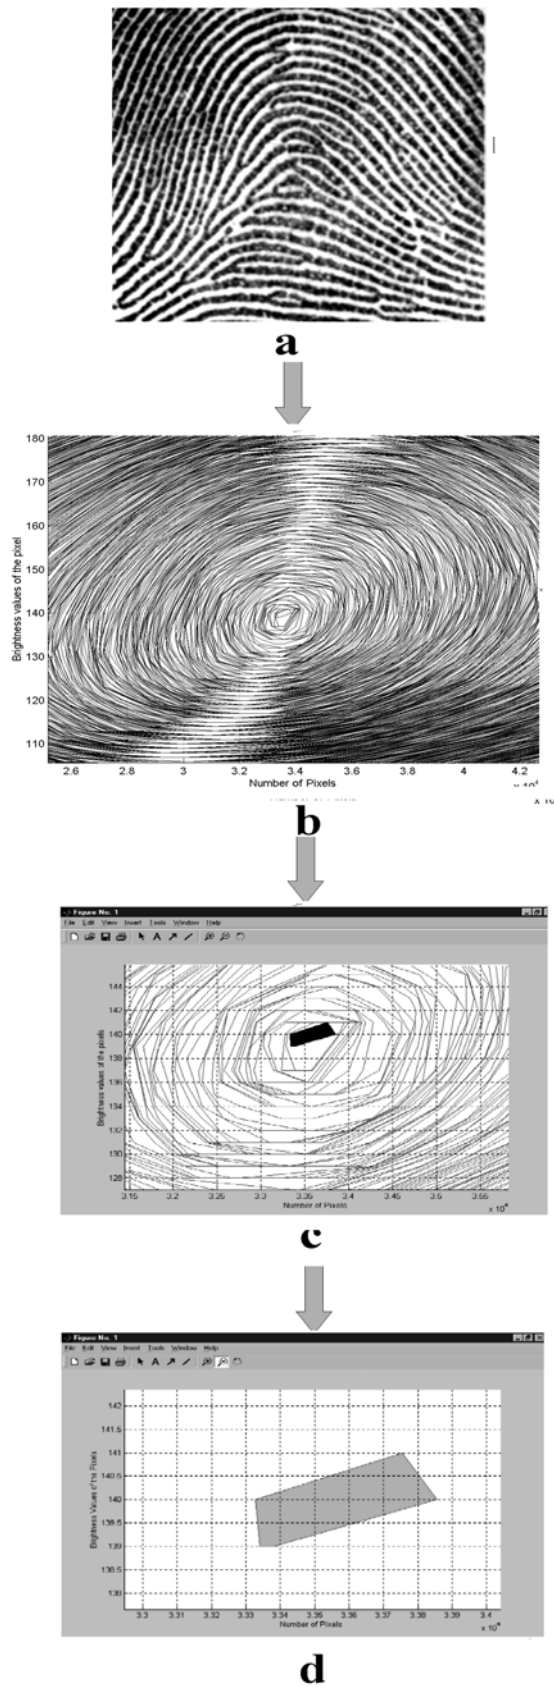 a
180
170
160
150
140
130
120
110
Brightness values of the pixel
2.6 2.8 3 3.2 3.4 3.6 3.8 4 4.2
Number of Pixels
b
Figure No. 1
File Edit View Insert Tools Window Help
144
142
140
138
136
134
132
130
128
Brightness values of the pixels
3.15 3.2 3.25 3.3 3.35 3.4 3.45 3.5 3.55
Number of Pixels
x 10⁴
c
Figure No. 1
File Edit View Insert Tools Window Help
142
141.5
141
140.5
140
139.5
139
138.5
138
Brightness Values of the Pixels
3.3 3.31 3.32 3.33 3.34 3.35 3.36 3.37 3.38 3.39 3.4
Number of Pixels
x 10⁴
d